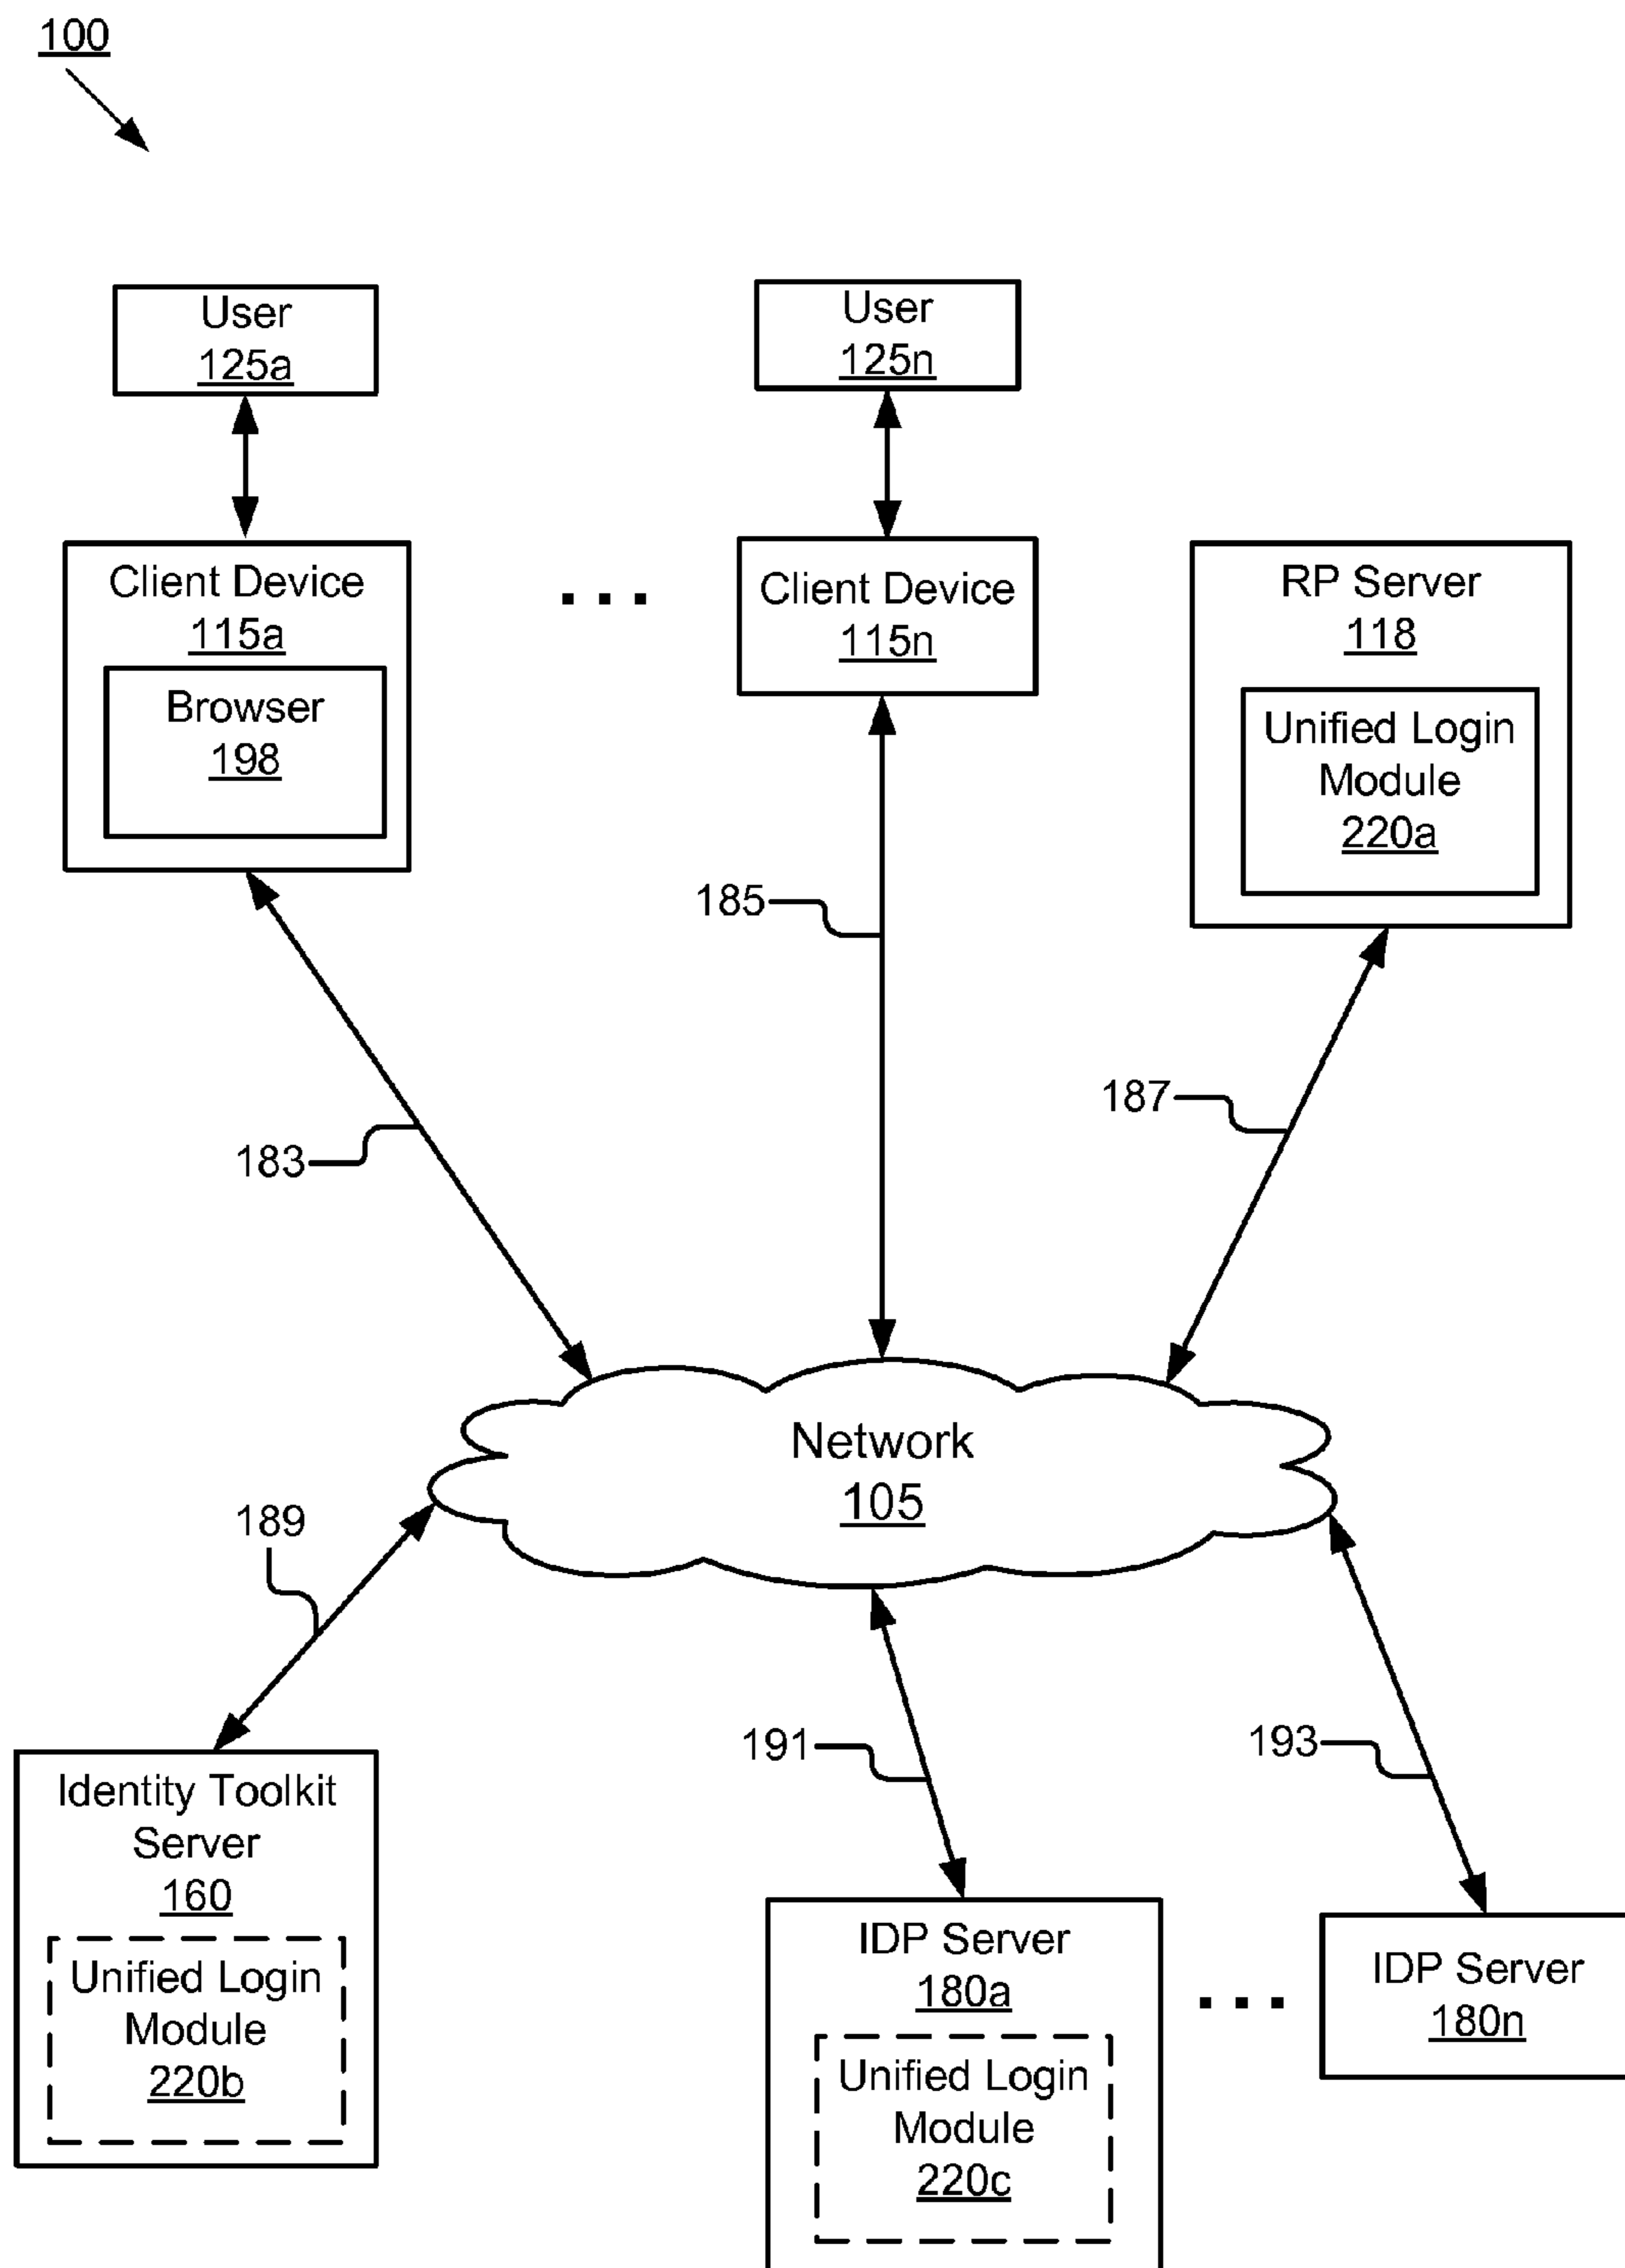 100
User
125a
User
125n
Client Device
115a
Browser
198
...
Client Device
115n
RP Server
118
Unified Login
Module
220a
185
187
183
Network
105
189
191
193
Identity Toolkit
Server
160
Unified Login
Module
220b
IDP Server
180a
Unified Login
Module
220c
...
IDP Server
180n